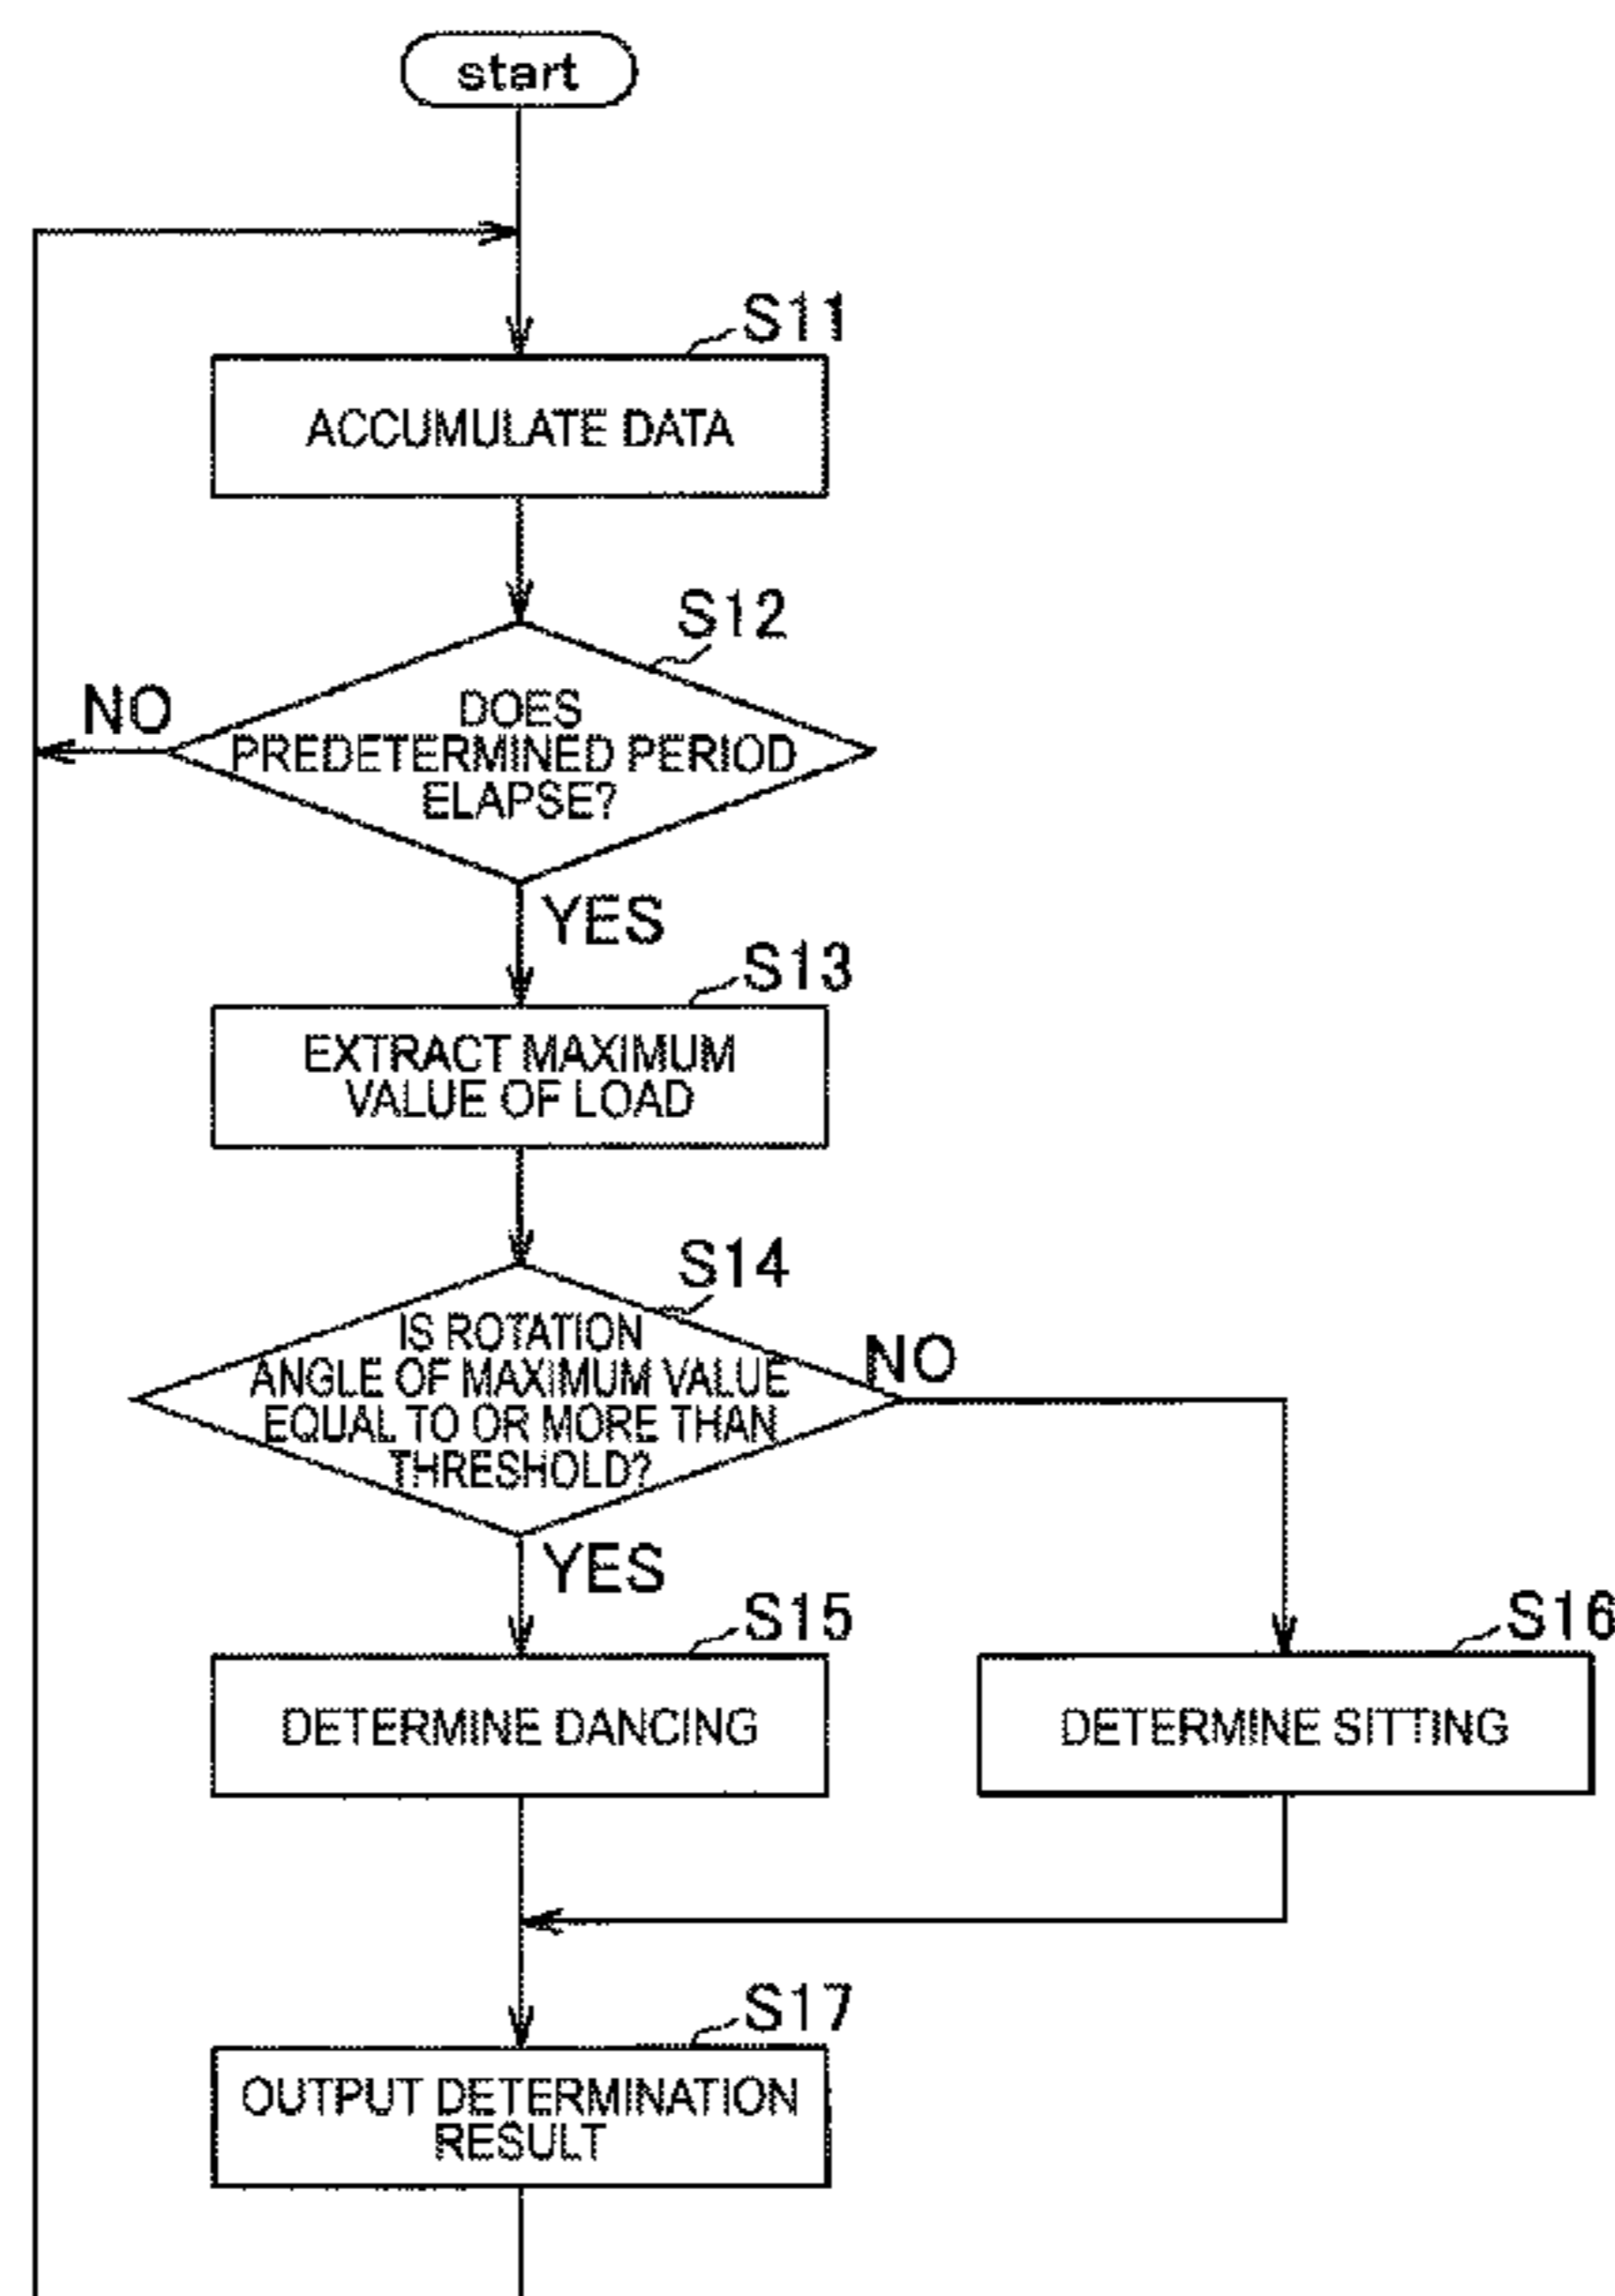 start
S11
ACCUMULATE DATA
S12
NO
DOES
PREDETERMINED PERIOD
ELAPSE?
YES
S13
EXTRACT MAXIMUM
VALUE OF LOAD
S14
IS ROTATION
NO
ANGLE OF MAXIMUM VALUE
EQUAL TO OR MORE THAN
THRESHOLD?
YES
S15
S16
DETERMINE DANCING
DETERMINE SITTING
S17
OUTPUT DETERMINATION
RESULT